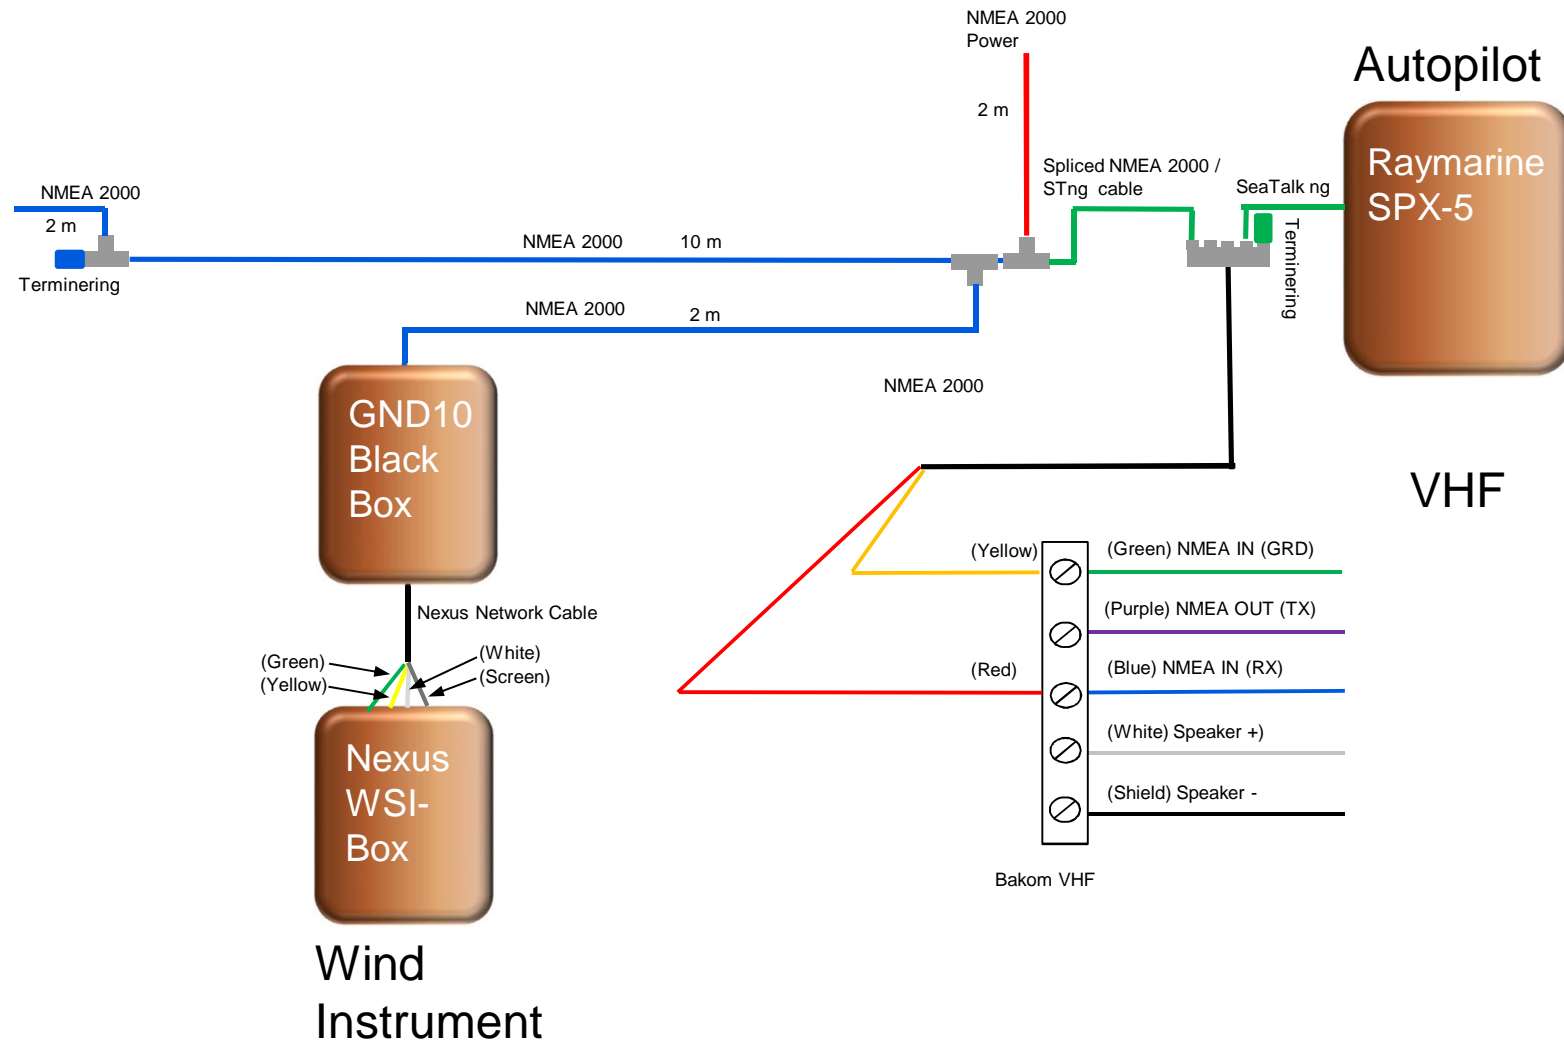 NMEA 2000
Power
2 m
Autopilot
Raymarine
SPX-5
Spliced NMEA 2000 /
STng cable
SeaTalk ng
Terminering
NMEA 2000
2 m
Terminering
NMEA 2000 10 m
NMEA 2000 2 m
NMEA 2000
GND10
Black
Box
VHF
Nexus Network Cable
(Green)
(Yellow)
(White)
(Screen)
Nexus
WSI-
Box
Wind
Instrument
(Yellow)
(Red)
(Green) NMEA IN (GRD)
(Purple) NMEA OUT (TX)
(Blue) NMEA IN (RX)
(White) Speaker +)
(Shield) Speaker -
Bakom VHF